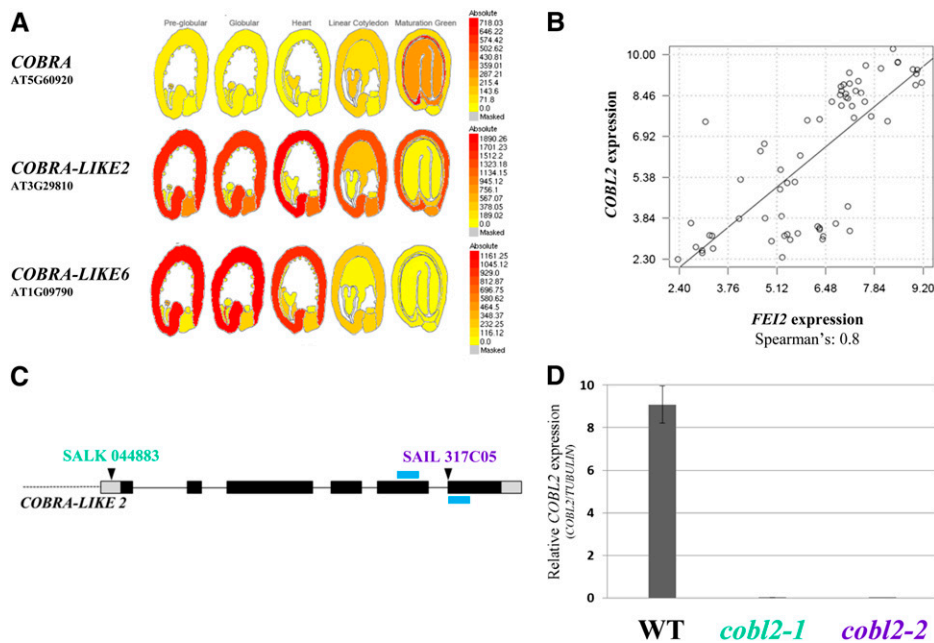 A
Pre-globular Globular Heart Linear Cotyledon Maturation Green
COBRA
AT5G60920
Absolute
718.03
646.22
574.42
502.62
430.81
359.01
287.21
215.4
143.6
71.8
0.0
Masked
COBRA-LIKE2
AT3G29810
Absolute
1890.26
1701.23
1512.2
1323.18
1134.15
945.12
756.1
567.07
378.05
189.02
0.0
Masked
COBRA-LIKE6
AT1G09790
Absolute
1161.25
1045.12
929.0
812.87
696.75
580.62
464.5
348.37
232.25
116.12
0.0
Masked
B
COBL2 expression
10.00
8.46
6.92
5.38
3.84
2.30
2.40 3.76 5.12 6.48 7.84 9.20
FEI2 expression
Spearman's: 0.8
C
SALK 044883
SAIL 317C05
COBRA-LIKE 2
D
Relative COBL2 expression
(COBL2/TUBULIN)
10
8
6
4
2
0
WT cobl2-1 cobl2-2